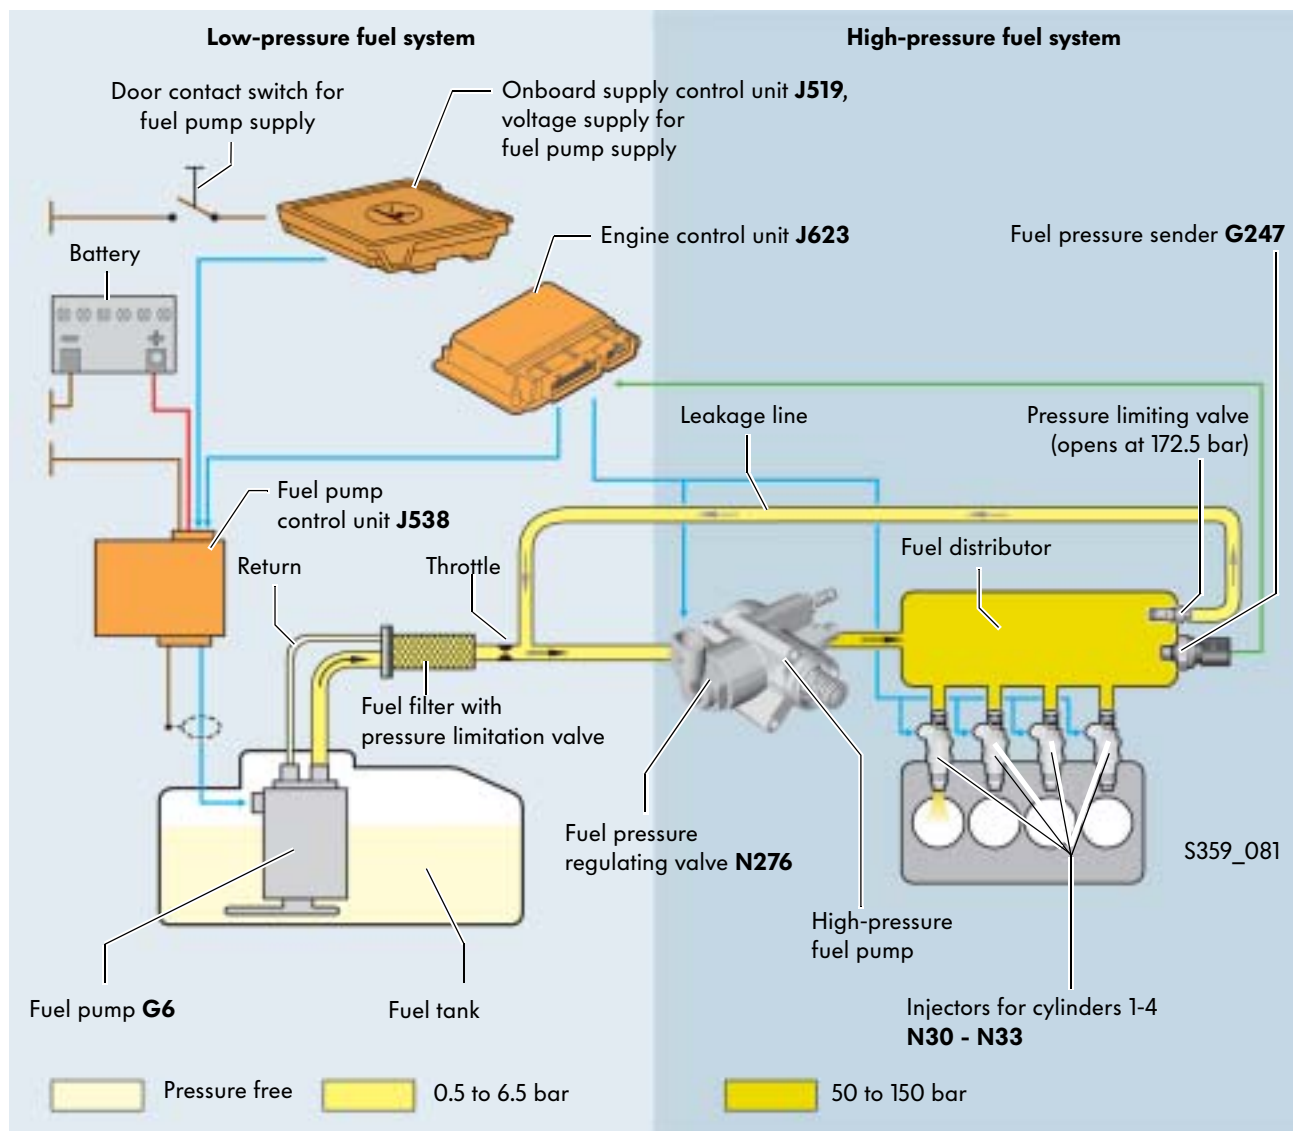 Low-pressure fuel system
High-pressure fuel system
Door contact switch for
fuel pump supply
Onboard supply control unit J519,
voltage supply for
fuel pump supply
Engine control unit J623
Fuel pressure sender G247
Battery
Leakage line
Pressure limiting valve
(opens at 172.5 bar)
Fuel pump
control unit J538
Return
Throttle
Fuel distributor
Fuel filter with
pressure limitation valve
Fuel pressure
regulating valve N276
S359_081
High-pressure
fuel pump
Fuel pump G6
Fuel tank
Injectors for cylinders 1-4
N30 - N33
Pressure free
0.5 to 6.5 bar
50 to 150 bar